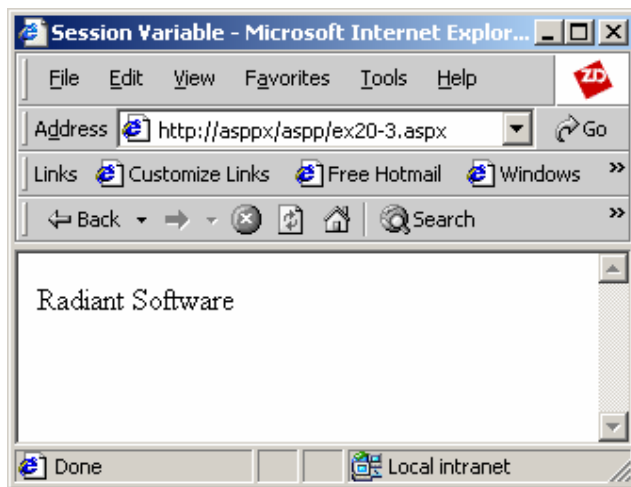 Session Variable - Microsoft Internet Explor...
File Edit View Favorites Tools Help
ZD
Address http://asppx/aspp/ex20-3.aspx Go
Links Customize Links Free Hotmail Windows »
Back Search »
Radiant Software
Done Local intranet